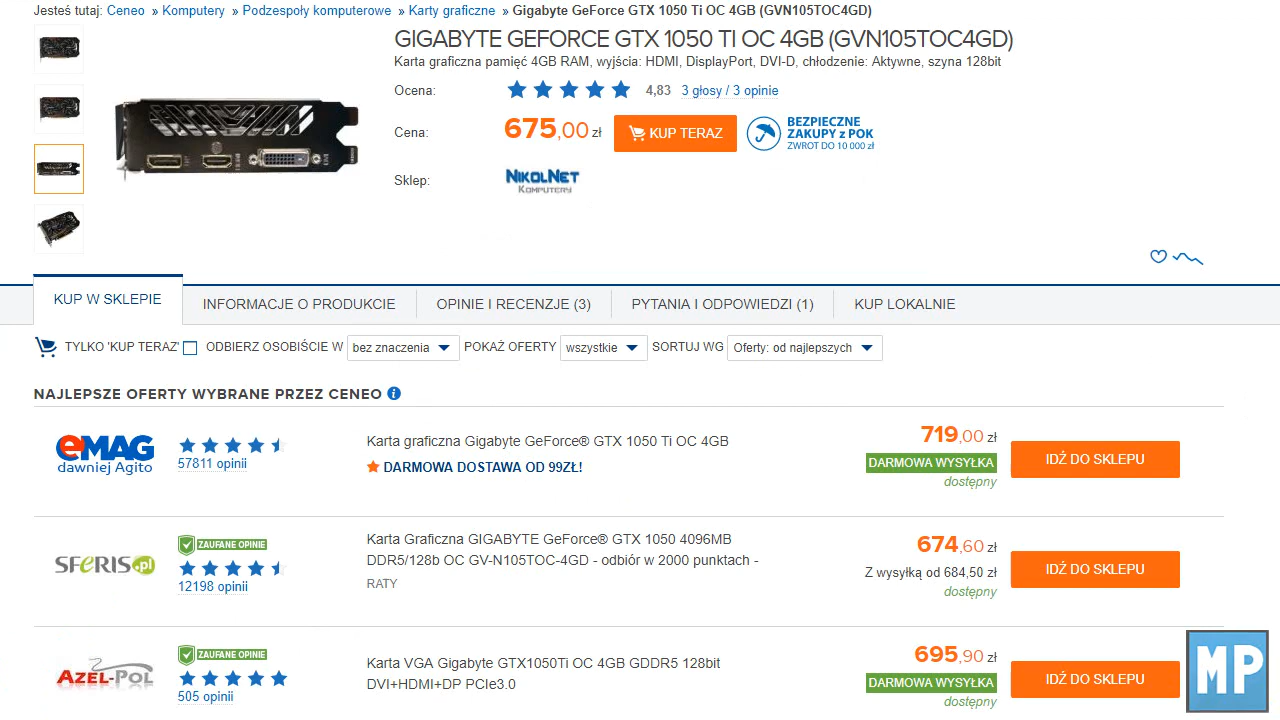 Jesteś tutaj: Ceneo » Komputery » Podzespoły komputerowe » Karty graficzne » Gigabyte GeForce GTX 1050 Ti OC 4GB (GVN105TOC4GD)
GIGABYTE GEFORCE GTX 1050 TI OC 4GB (GVN105TOC4GD)
Karta graficzna pamięć 4GB RAM, wyjścia: HDMI, DisplayPort, DVI-D, chłodzenie: Aktywne, szyna 128bit
Ocena: 4,83 3 głosy / 3 opinie
Cena: 675,00 zł KUP TERAZ
BEZPIECZNE
ZAKUPY z POK
ZWROT DO 10 000 zł
Sklep: NIKOLNET
KOMPUTERY
KUP W SKLEPIE INFORMACJE O PRODUKCIE OPINIE I RECENZJE (3) PYTANIA I ODPOWIEDZI (1) KUP LOKALNIE
TYLKO 'KUP TERAZ' ODBIERZ OSOBIŚCIE W bez znaczenia POKAŻ OFERTY wszystkie SORTUJ WG Oferty: od najlepszych
NAJLEPSZE OFERTY WYBRANE PRZEZ CENEO i
eMAG
dawniej Agito
57811 opinii
Karta graficzna Gigabyte GeForce® GTX 1050 Ti OC 4GB
DARMOWA DOSTAWA OD 99ZŁ!
719,00 zł
DARMOWA WYSYŁKA
dostępny
IDŹ DO SKLEPU
SFERIS.pl
ZAUFANE OPINIE
12198 opinii
Karta Graficzna GIGABYTE GeForce® GTX 1050 4096MB
DDR5/128b OC GV-N105TOC-4GD - odbiór w 2000 punktach -
RATY
674,60 zł
Z wysyłką od 684,50 zł
dostępny
IDŹ DO SKLEPU
AZEL-POL
ZAUFANE OPINIE
505 opinii
Karta VGA Gigabyte GTX1050Ti OC 4GB GDDR5 128bit
DVI+HDMI+DP PCIe3.0
695,90 zł
DARMOWA WYSYŁKA
dostępny
IDŹ DO SKLEPU
MP